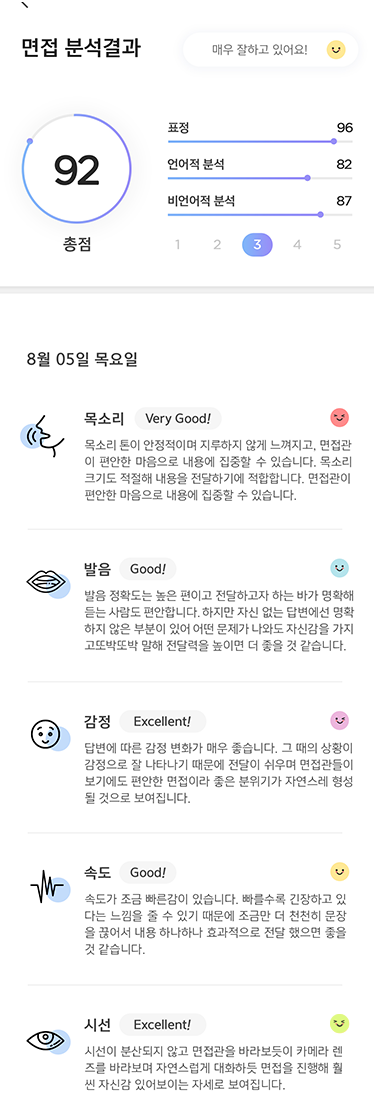 면접 분석결과
매우 잘하고 있어요!
92
총점
표정 96
언어적 분석 82
비언어적 분석 87
1 2 3 4 5
8월 05일 목요일
목소리 Very Good!
목소리 톤이 안정적이며 지루하지 않게 느껴지고, 면접관
이 편안한 마음으로 내용에 집중할 수 있습니다. 목소리
크기도 적절해 내용을 전달하기에 적합합니다. 면접관이
편안한 마음으로 내용에 집중할 수 있습니다.
발음 Good!
발음 정확도는 높은 편이고 전달하고자 하는 바가 명확해
듣는 사람도 편안합니다. 하지만 자신 없는 답변에선 명확
하지 않은 부분이 있어 어떤 문제가 나와도 자신감을 가지
고또박또박 말해 전달력을 높이면 더 좋을 것 같습니다.
감정 Excellent!
답변에 따른 감정 변화가 매우 좋습니다. 그 때의 상황이
감정으로 잘 나타나기 때문에 전달이 쉬우며 면접관들이
보기에도 편안한 면접이라 좋은 분위기가 자연스레 형성
될 것으로 보여집니다.
속도 Good!
속도가 조금 빠른감이 있습니다. 빠를수록 긴장하고 있
다는 느낌을 줄 수 있기 때문에 조금만 더 천천히 문장
을 끊어서 내용 하나하나 효과적으로 전달 했으면 좋을
것 같습니다.
시선 Excellent!
시선이 분산되지 않고 면접관을 바라보듯이 카메라 렌
즈를 바라보며 자연스럽게 대화하듯 면접을 진행해 훨
씬 자신감 있어보이는 자세로 보여집니다.